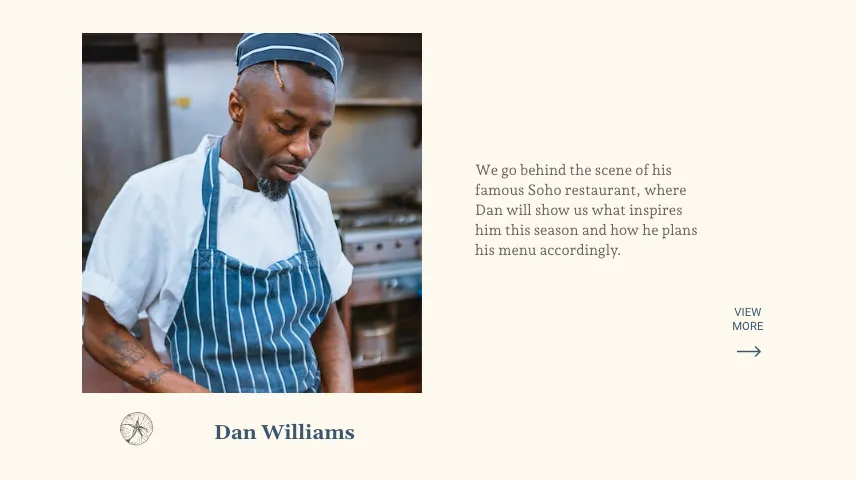 We go behind the scene of his
famous Soho restaurant, where
Dan will show us what inspires
him this season and how he plans
his menu accordingly.
VIEW
MORE
Dan Williams